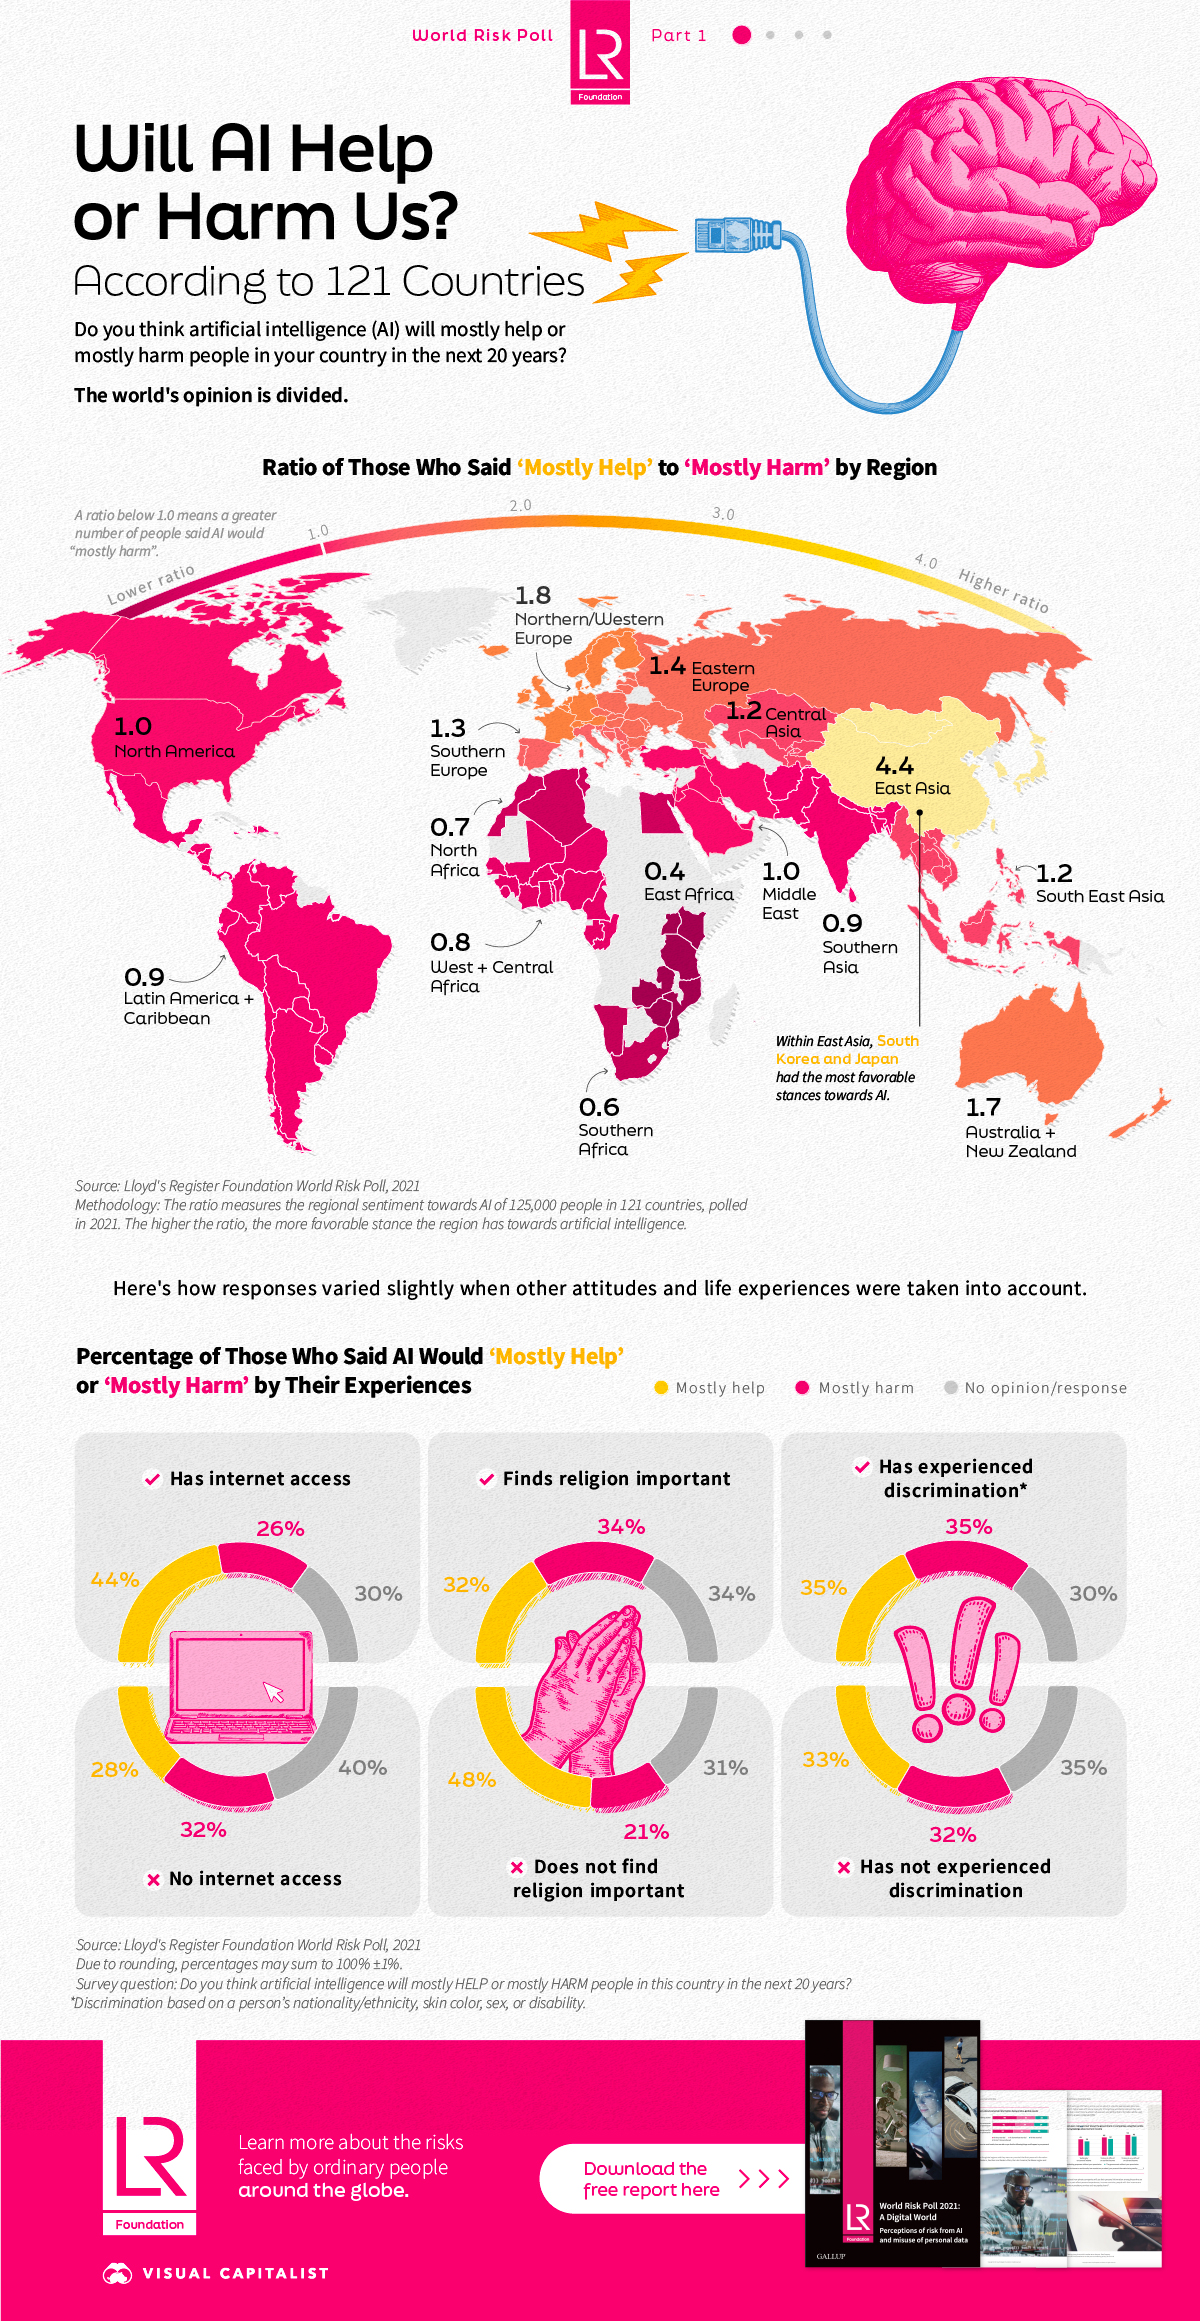 World Risk Poll
LR
Foundation
Part 1
Will AI Help
or Harm Us?
According to 121 Countries
Do you think artificial intelligence (AI) will mostly help or
mostly harm people in your country in the next 20 years?
The world's opinion is divided.
Ratio of Those Who Said ‘Mostly Help’ to ‘Mostly Harm’ by Region
A ratio below 1.0 means a greater
number of people said AI would
“mostly harm”.
Lower ratio
1.0
2.0
3.0
4.0
Higher ratio
1.8
Northern/Western
Europe
1.4 Eastern
Europe
1.2 Central
Asia
1.0
North America
1.3
Southern
Europe
4.4
East Asia
0.7
North
Africa
0.4
East Africa
1.0
Middle
East
1.2
South East Asia
0.9
Southern
Asia
0.8
West + Central
Africa
0.9
Latin America +
Caribbean
Within East Asia, South
Korea and Japan
had the most favorable
stances towards AI.
0.6
Southern
Africa
1.7
Australia +
New Zealand
Source: Lloyd's Register Foundation World Risk Poll, 2021
Methodology: The ratio measures the regional sentiment towards AI of 125,000 people in 121 countries, polled
in 2021. The higher the ratio, the more favorable stance the region has towards artificial intelligence.
Here's how responses varied slightly when other attitudes and life experiences were taken into account.
Percentage of Those Who Said AI Would ‘Mostly Help’
or ‘Mostly Harm’ by Their Experiences
Mostly help
Mostly harm
No opinion/response
Has internet access
26%
44%
30%
28%
40%
32%
No internet access
Finds religion important
34%
32%
34%
48%
31%
21%
Does not find
religion important
Has experienced
discrimination*
35%
35%
30%
33%
35%
32%
Has not experienced
discrimination
Source: Lloyd's Register Foundation World Risk Poll, 2021
Due to rounding, percentages may sum to 100% ±1%.
Survey question: Do you think artificial intelligence will mostly HELP or mostly HARM people in this country in the next 20 years?
*Discrimination based on a person’s nationality/ethnicity, skin color, sex, or disability.
LR
Foundation
Learn more about the risks
faced by ordinary people
around the globe.
Download the
free report here
LR
Foundation
World Risk Poll 2021:
A Digital World
Perceptions of risk from AI
and misuse of personal data
GALLUP
VISUAL CAPITALIST